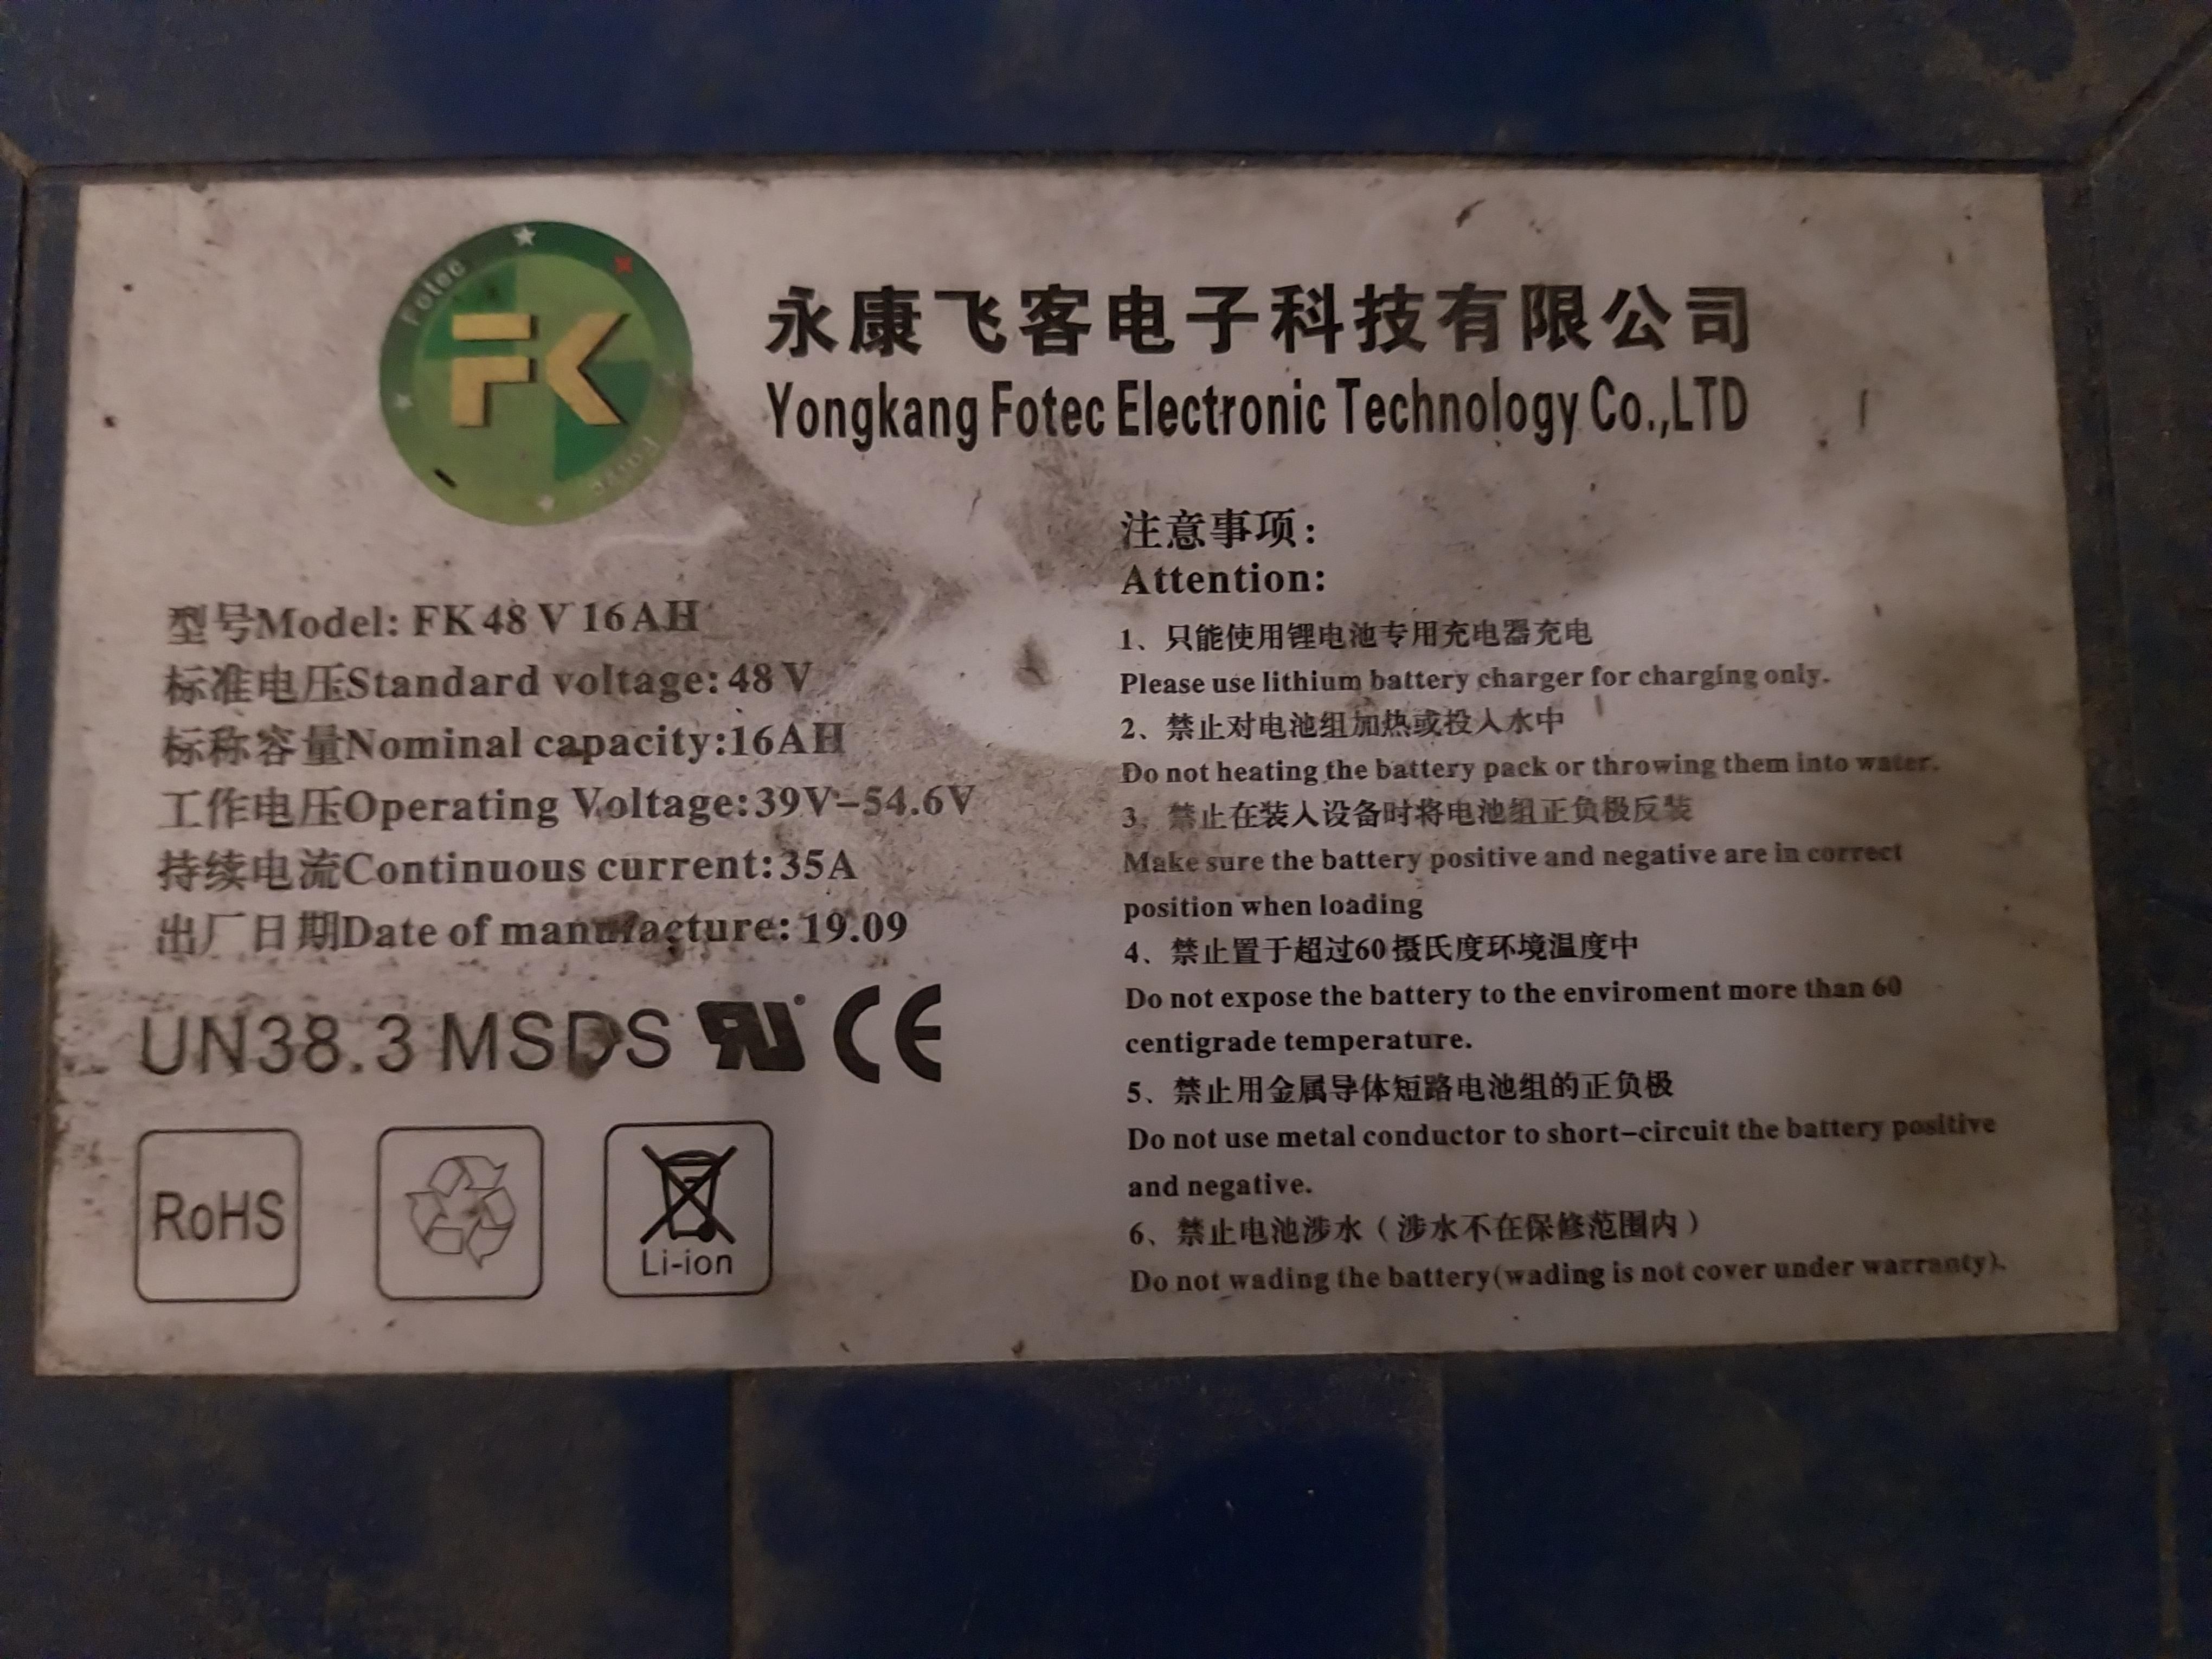 Fotec
FK
Fotec
永康飞客电子科技有限公司
Yongkang Fotec Electronic Technology Co.,LTD
型号Model: FK 48 V 16 AH
标准电压Standard voltage: 48 V
标称容量Nominal capacity:16AH
工作电压Operating Voltage:39V-54.6V
持续电流Continuous current:35A
出厂日期Date of manufacture: 19.09
UN38.3 MSDS RU CE
RoHS
Li-ion
注意事项:
Attention:
1、只能使用锂电池专用充电器充电
Please use lithium battery charger for charging only.
2、禁止对电池组加热或投入水中
Do not heating the battery pack or throwing them into water.
3、禁止在装入设备时将电池组正负极反装
Make sure the battery positive and negative are in correct
position when loading
4、禁止置于超过60摄氏度环境温度中
Do not expose the battery to the enviroment more than 60
centigrade temperature.
5、禁止用金属导体短路电池组的正负极
Do not use metal conductor to short-circuit the battery positive
and negative.
6、禁止电池涉水（涉水不在保修范围内）
Do not wading the battery(wading is not cover under warranty).